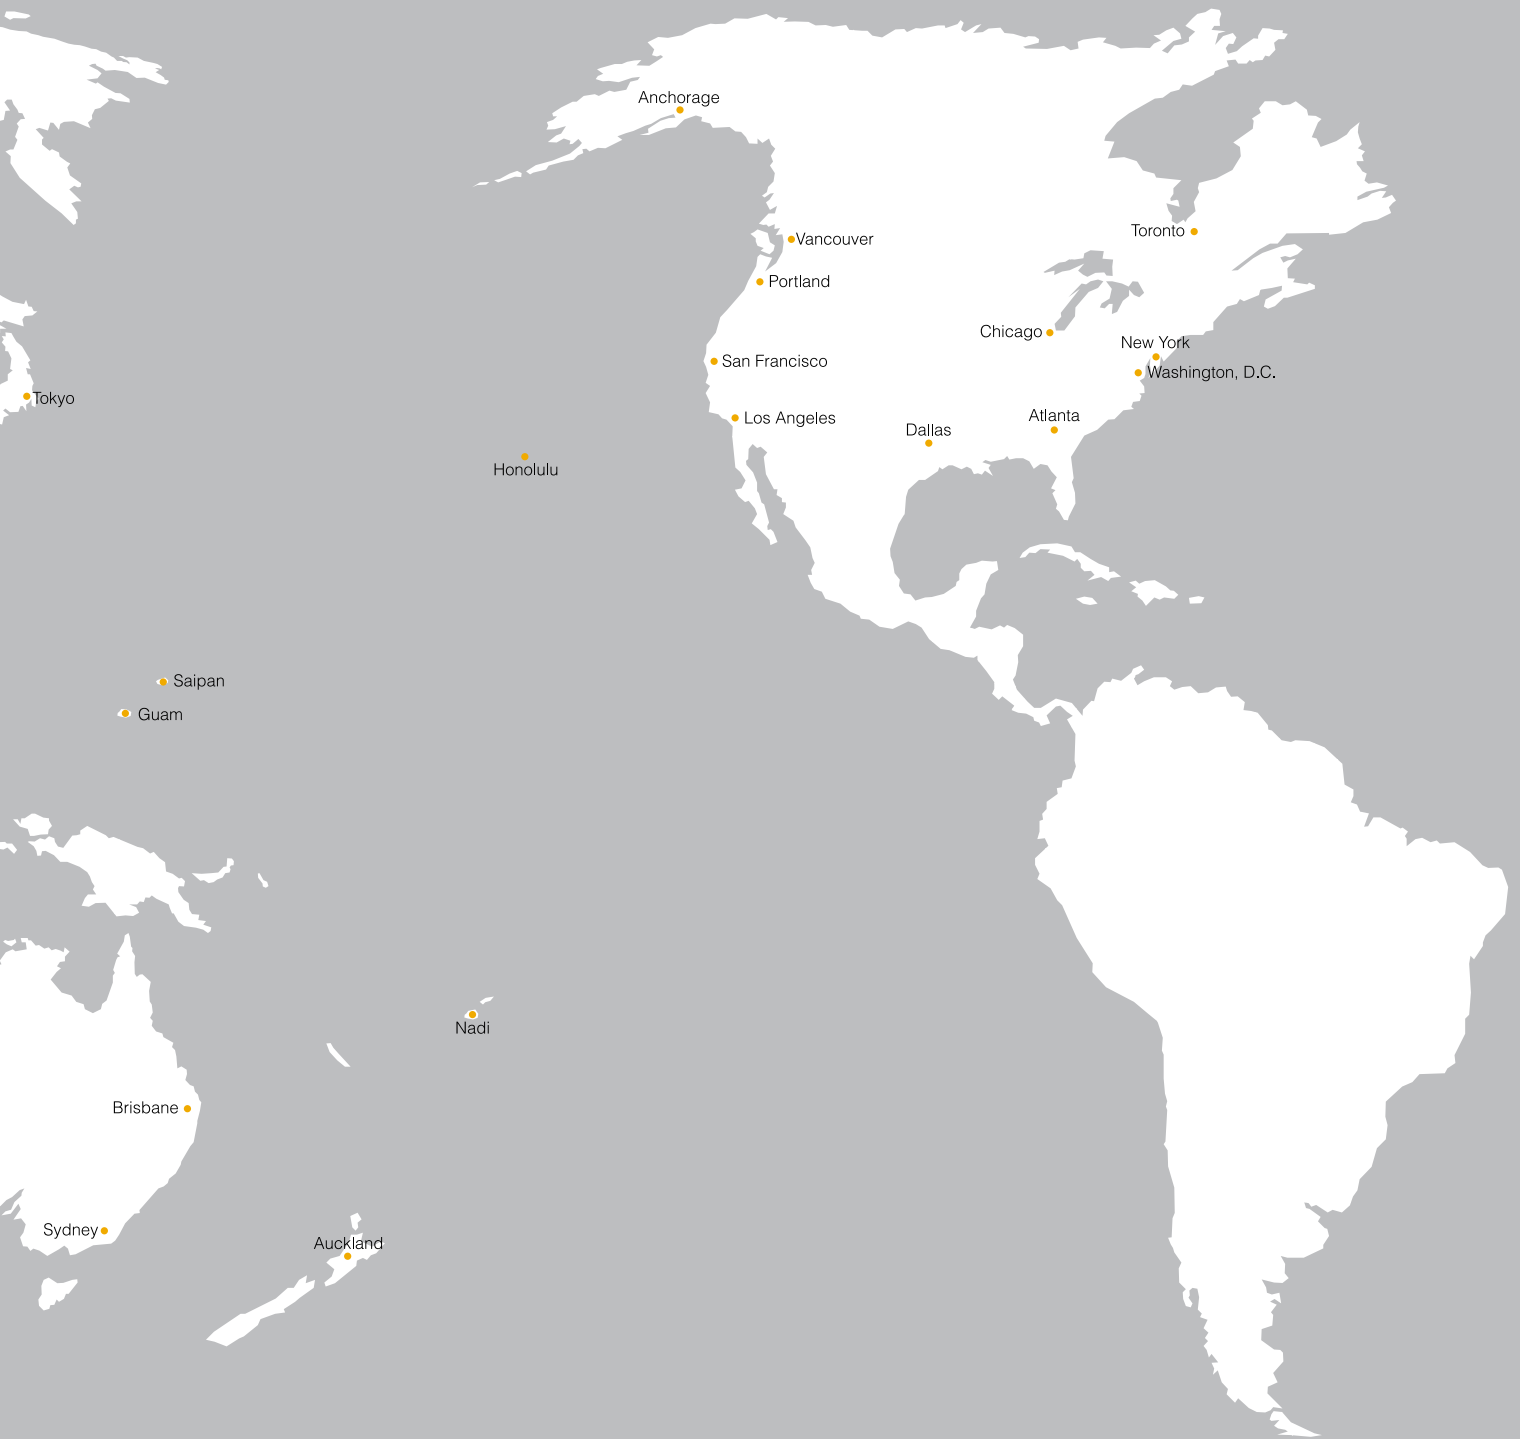 Anchorage
Toronto
Vancouver
Portland
Chicago
New York
San Francisco
Washington, D.C.
Tokyo
Los Angeles
Atlanta
Dallas
Honolulu
Saipan
Guam
Nadi
Brisbane
Sydney
Auckland